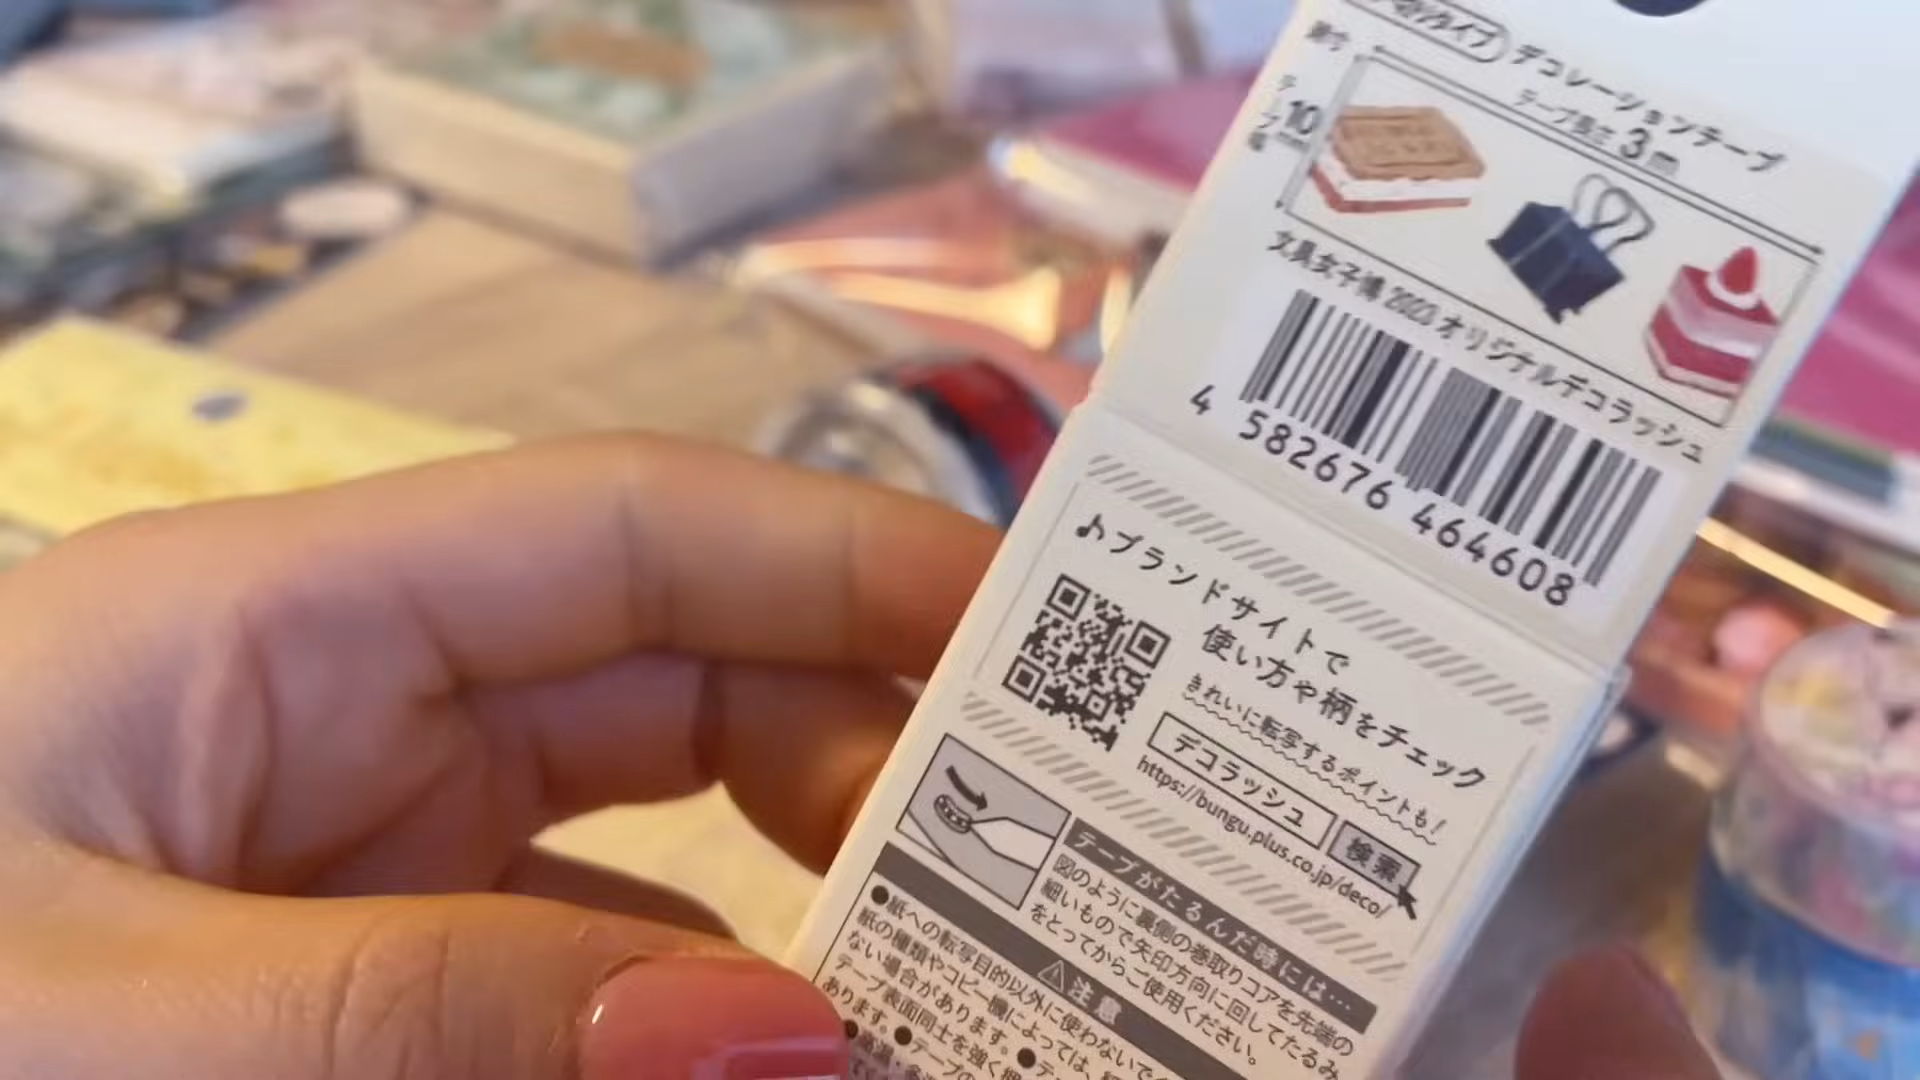 デコレーションテープ
テープ長さ 3m
テープ幅
10
文具女子博 2023 オリジナルデコラッシュ
4 582676 464608
♪ブランドサイトで
使い方や柄をチェック
きれいに転写するポイントも!
デコラッシュ 検索
https://bungu.plus.co.jp/deco/
テープがたるんだ時には…
図のように裏側の巻取りコアを先端の
細いもので矢印方向に回してたるみ
をとってからご使用ください。
⚠注意
●紙への転写目的以外に使わないで
紙の種類やコピー機によっては、
ない場合があります。●テ
テープ表面同士を強く
あります。●テープの